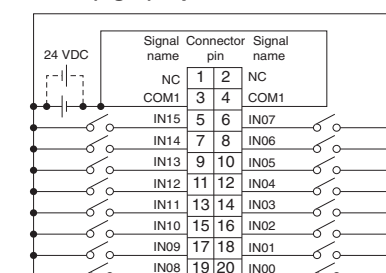 Signal Connector Signal
24 VDC name pin name
NC 1 2 NC
COM1 3 4 COM1
IN15 5 6 IN07
IN14 7 8 IN06
IN13 9 10 IN05
IN12 11 12 IN04
IN11 13 14 IN03
IN10 15 16 IN02
IN09 17 18 IN01
IN08 19 20 IN00